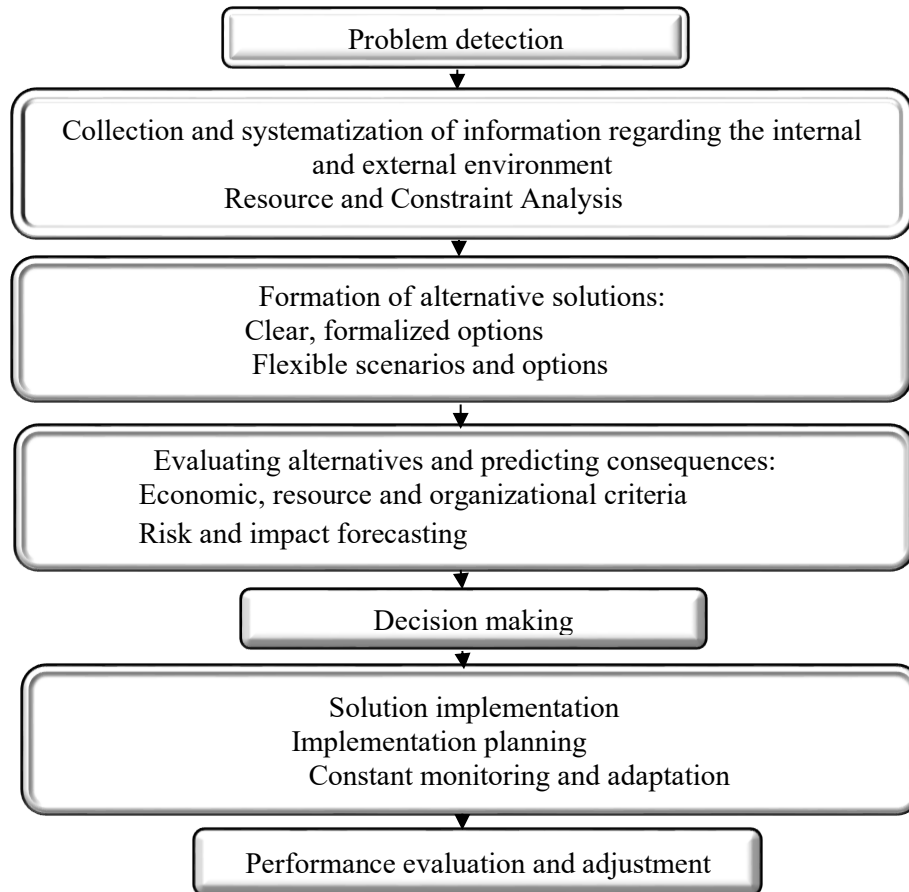 Problem detection
Collection and systematization of information regarding the internal
and external environment
Resource and Constraint Analysis
Formation of alternative solutions:
Clear, formalized options
Flexible scenarios and options
Evaluating alternatives and predicting consequences:
Economic, resource and organizational criteria
Risk and impact forecasting
Decision making
Solution implementation
Implementation planning
Constant monitoring and adaptation
Performance evaluation and adjustment